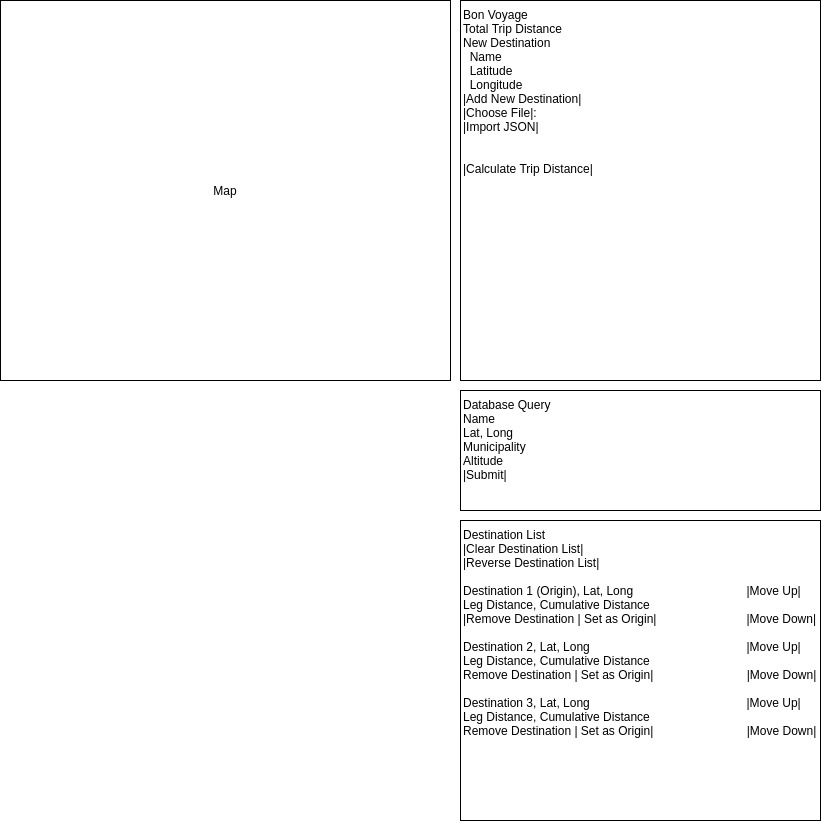 Map
Bon Voyage
Total Trip Distance
New Destination
Name
Latitude
Longitude
|Add New Destination|
|Choose File|:
|Import JSON|
|Calculate Trip Distance|
Database Query
Name
Lat, Long
Municipality
Altitude
|Submit|
Destination List
|Clear Destination List|
|Reverse Destination List|
Destination 1 (Origin), Lat, Long |Move Up|
Leg Distance, Cumulative Distance
|Remove Destination | Set as Origin| |Move Down|
Destination 2, Lat, Long |Move Up|
Leg Distance, Cumulative Distance
Remove Destination | Set as Origin| |Move Down|
Destination 3, Lat, Long |Move Up|
Leg Distance, Cumulative Distance
Remove Destination | Set as Origin| |Move Down|